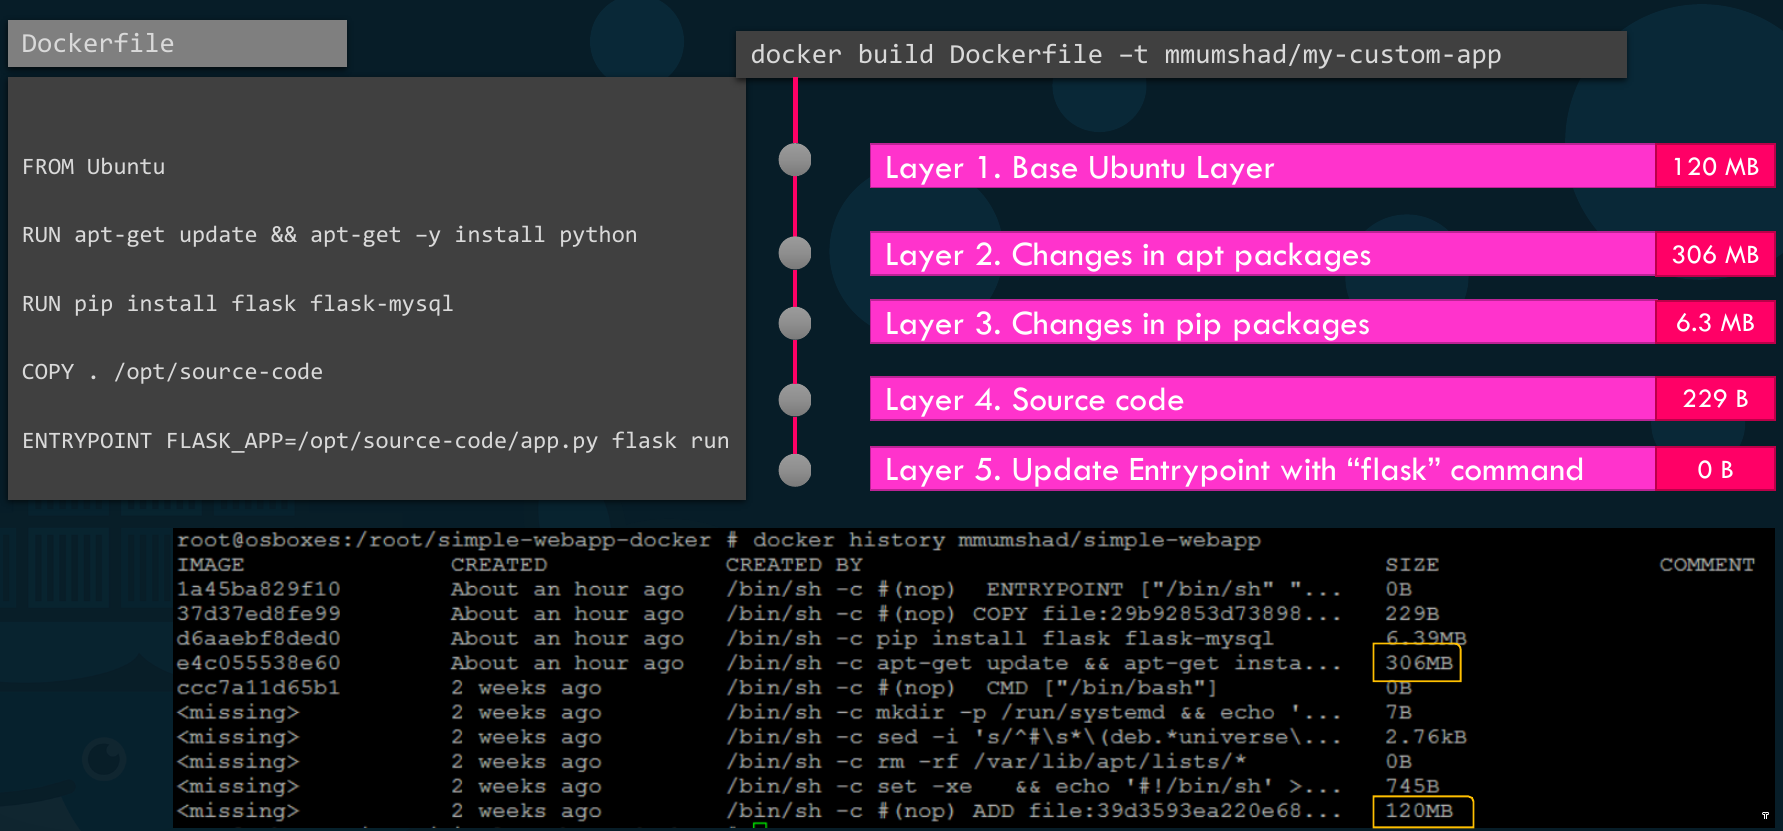 Dockerfile
docker build Dockerfile –t mmumshad/my-custom-app
FROM Ubuntu
RUN apt-get update && apt-get –y install python
RUN pip install flask flask-mysql
COPY . /opt/source-code
ENTRYPOINT FLASK_APP=/opt/source-code/app.py flask run
Layer 1. Base Ubuntu Layer 120 MB
Layer 2. Changes in apt packages 306 MB
Layer 3. Changes in pip packages 6.3 MB
Layer 4. Source code 229 B
Layer 5. Update Entrypoint with “flask” command 0 B
root@osboxes:/root/simple-webapp-docker # docker history mmumshad/simple-webapp
IMAGE CREATED CREATED BY SIZE COMMENT
1a45ba829f10 About an hour ago /bin/sh -c #(nop) ENTRYPOINT ["/bin/sh" "... 0B
37d37ed8fe99 About an hour ago /bin/sh -c #(nop) COPY file:29b92853d73898... 229B
d6aaebf8ded0 About an hour ago /bin/sh -c pip install flask flask-mysql 6.39MB
e4c055538e60 About an hour ago /bin/sh -c apt-get update && apt-get insta... 306MB
ccc7a11d65b1 2 weeks ago /bin/sh -c #(nop) CMD ["/bin/bash"] 0B
<missing> 2 weeks ago /bin/sh -c mkdir -p /run/systemd && echo '... 7B
<missing> 2 weeks ago /bin/sh -c sed -i 's/^#\s*\(deb.*universe\... 2.76kB
<missing> 2 weeks ago /bin/sh -c rm -rf /var/lib/apt/lists/* 0B
<missing> 2 weeks ago /bin/sh -c set -xe && echo '#!/bin/sh' >... 745B
<missing> 2 weeks ago /bin/sh -c #(nop) ADD file:39d3593ea220e68... 120MB